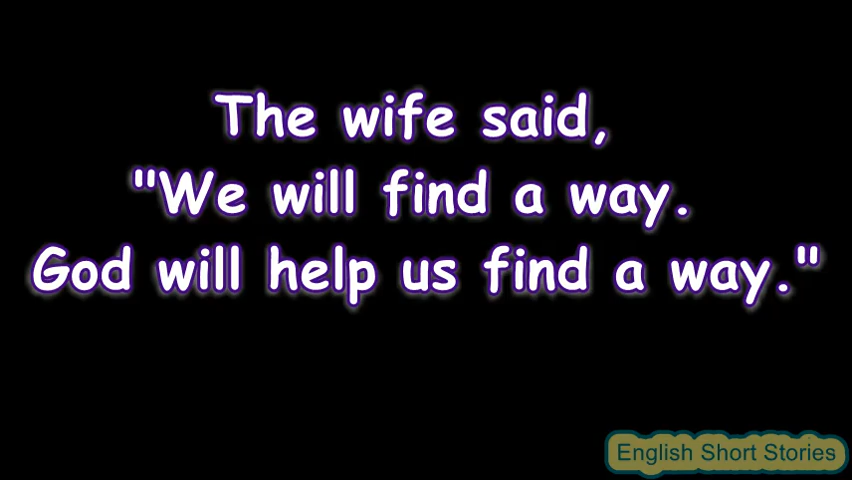 The wife said,
"We will find a way.
God will help us find a way."
English Short Stories